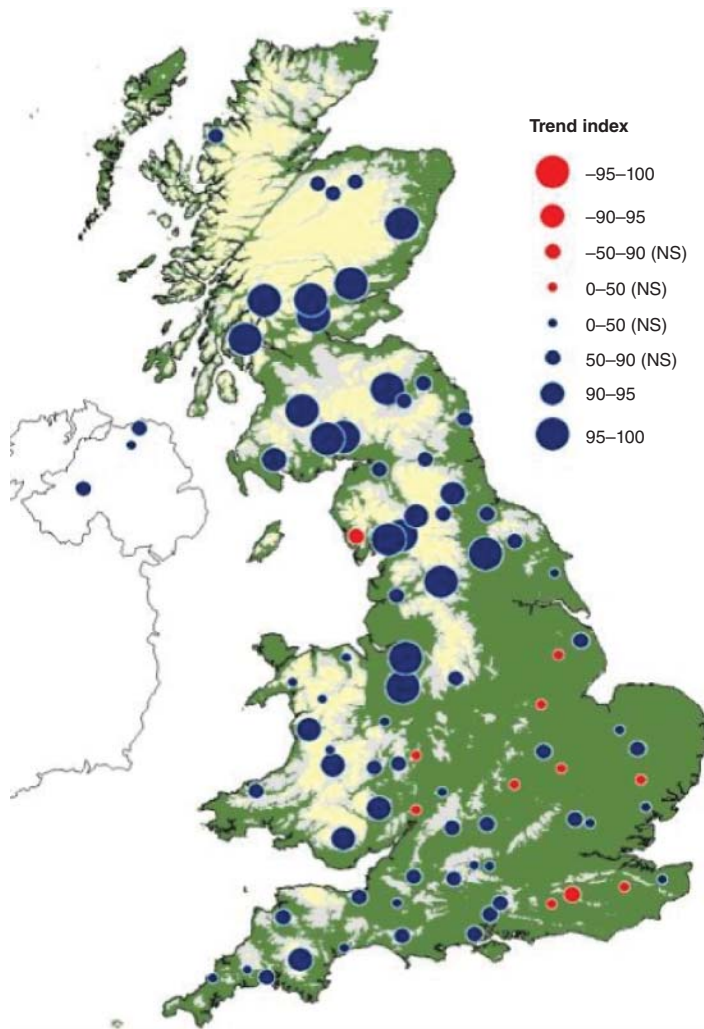 Trend index
–95–100
–90–95
–50–90 (NS)
0–50 (NS)
0–50 (NS)
50–90 (NS)
90–95
95–100